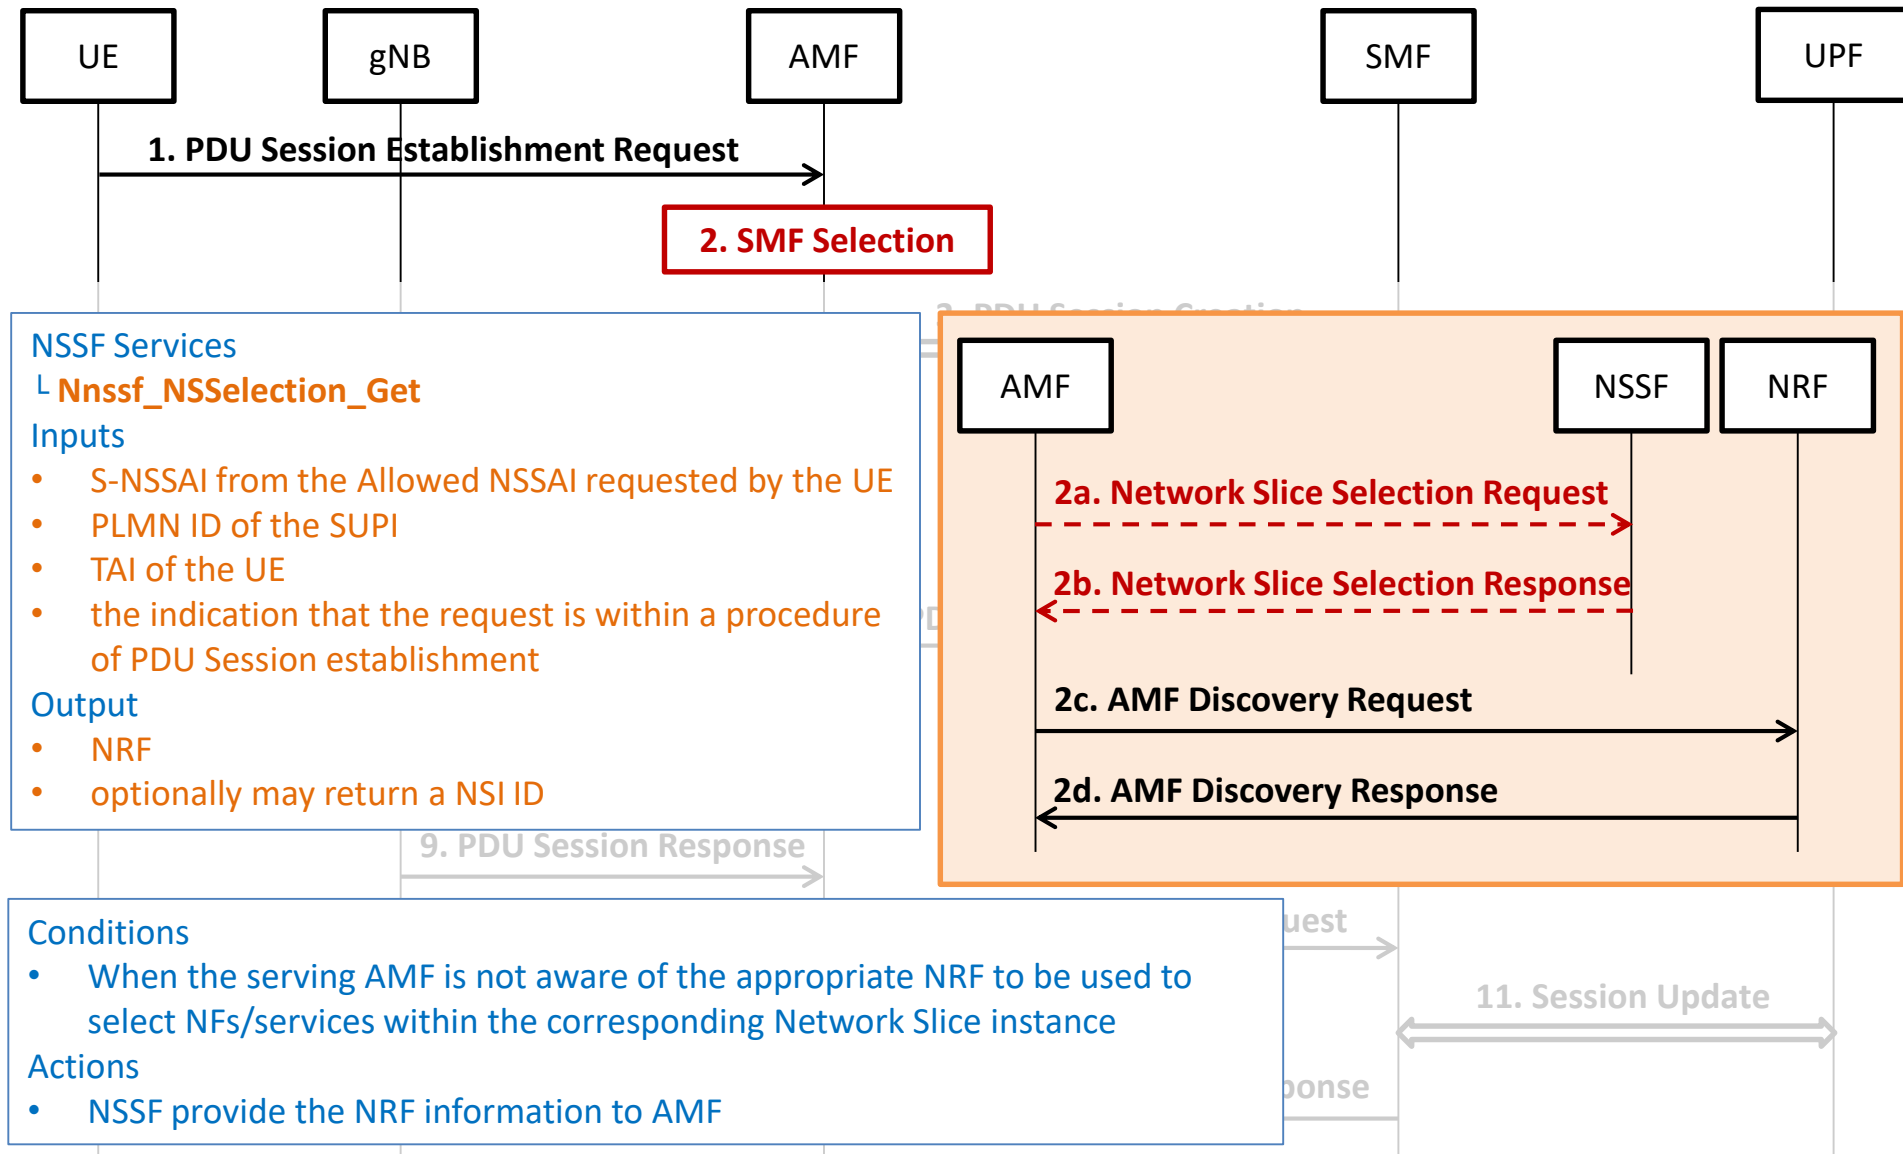 UE
gNB
AMF
SMF
UPF
1. PDU Session Establishment Request
2. SMF Selection
NSSF Services
└ Nnssf_NSSelection_Get
Inputs
• S-NSSAI from the Allowed NSSAI requested by the UE
• PLMN ID of the SUPI
• TAI of the UE
• the indication that the request is within a procedure
of PDU Session establishment
Output
• NRF
• optionally may return a NSI ID
AMF
NSSF
NRF
2a. Network Slice Selection Request
2b. Network Slice Selection Response
2c. AMF Discovery Request
2d. AMF Discovery Response
9. PDU Session Response
Conditions
• When the serving AMF is not aware of the appropriate NRF to be used to
select NFs/services within the corresponding Network Slice instance
Actions
• NSSF provide the NRF information to AMF
11. Session Update